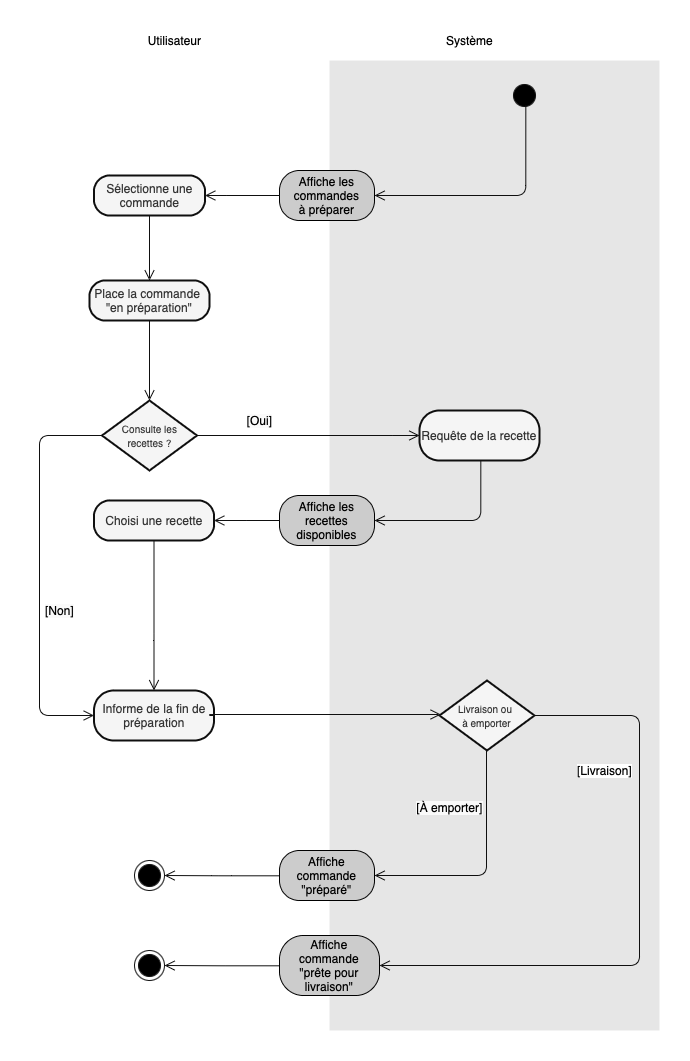 Utilisateur
Système
Affiche les
commandes
à préparer
Sélectionne une
commande
Place la commande
"en préparation"
Consulte les
recettes ?
[Oui]
Requête de la recette
Choisi une recette
Affiche les
recettes
disponibles
[Non]
Informe de la fin de
préparation
Livraison ou
à emporter
[Livraison]
[À emporter]
Affiche
commande
"préparé"
Affiche
commande
"prête pour
livraison"